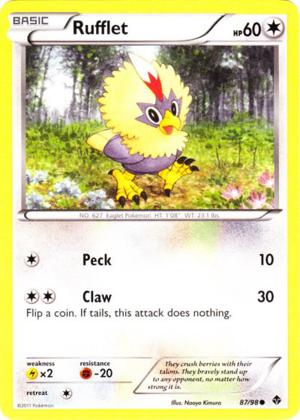 BASIC
Rufflet
HP60
NO. 627 Eaglet Pokémon HT. 1'08" WT. 23.1 lbs.
Peck 10
Claw 30
Flip a coin. If tails, this attack does nothing.
weakness
×2
resistance
-20
retreat
They crush berries with their
talons. They bravely stand up
to any opponent, no matter
how strong it is.
Illus. Naoyo Kimura
87/98
©2011 Pokémon